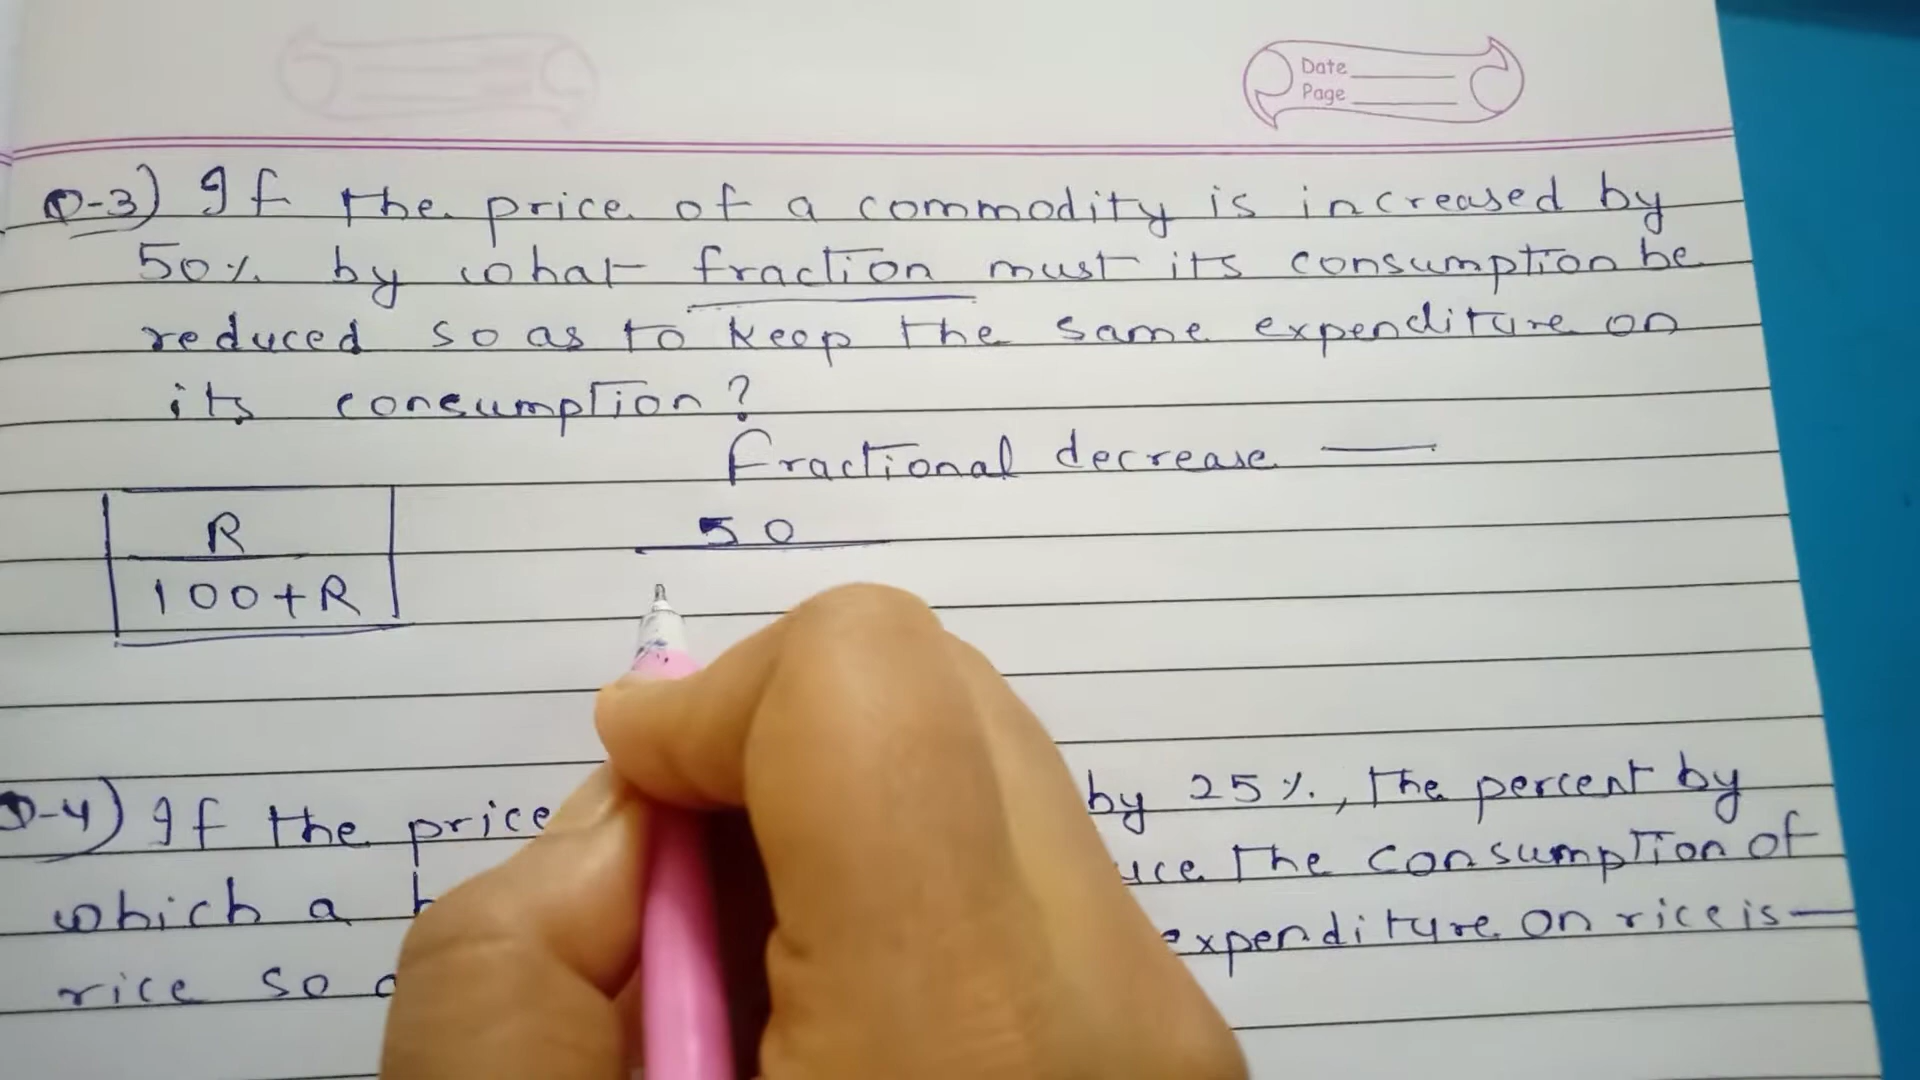 Date
Page
Q-3) If the price of a commodity is increased by
50% by what fraction must its consumption be
reduced so as to keep the same expenditure on
its consumption?
fractional decrease —
R
100+R
50
Q-4) If the price by 25%, the percent by
which a the consumption of
rice so expenditure on rice is —